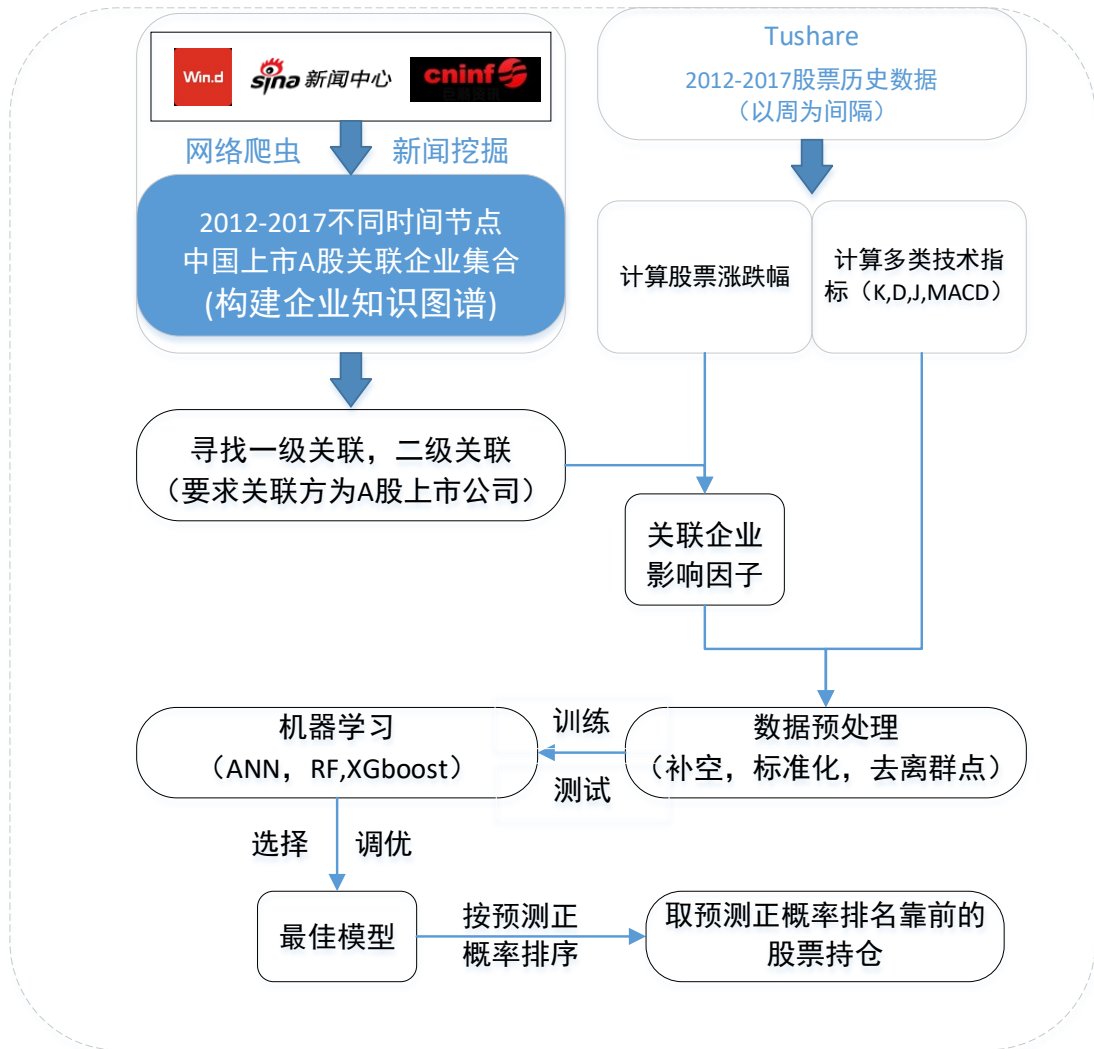 Win.d
sina 新闻中心
cninf
Tushare
2012-2017股票历史数据
（以周为间隔）
网络爬虫
新闻挖掘
2012-2017不同时间节点
中国上市A股关联企业集合
(构建企业知识图谱)
计算股票涨跌幅
计算多类技术指
标（K,D,J,MACD）
寻找一级关联，二级关联
（要求关联方为A股上市公司）
关联企业
影响因子
机器学习
（ANN，RF,XGboost）
训练
测试
数据预处理
（补空，标准化，去离群点）
选择
调优
最佳模型
按预测正
概率排序
取预测正概率排名靠前的
股票持仓